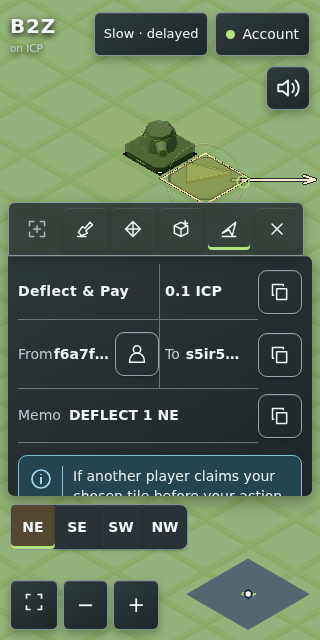 B2Z
on ICP
Slow · delayed
Account
Deflect & Pay
0.1 ICP
From f6a7f...
To s5ir5...
Memo DEFLECT 1 NE
If another player claims your
chosen tile before your action
NE SE SW NW